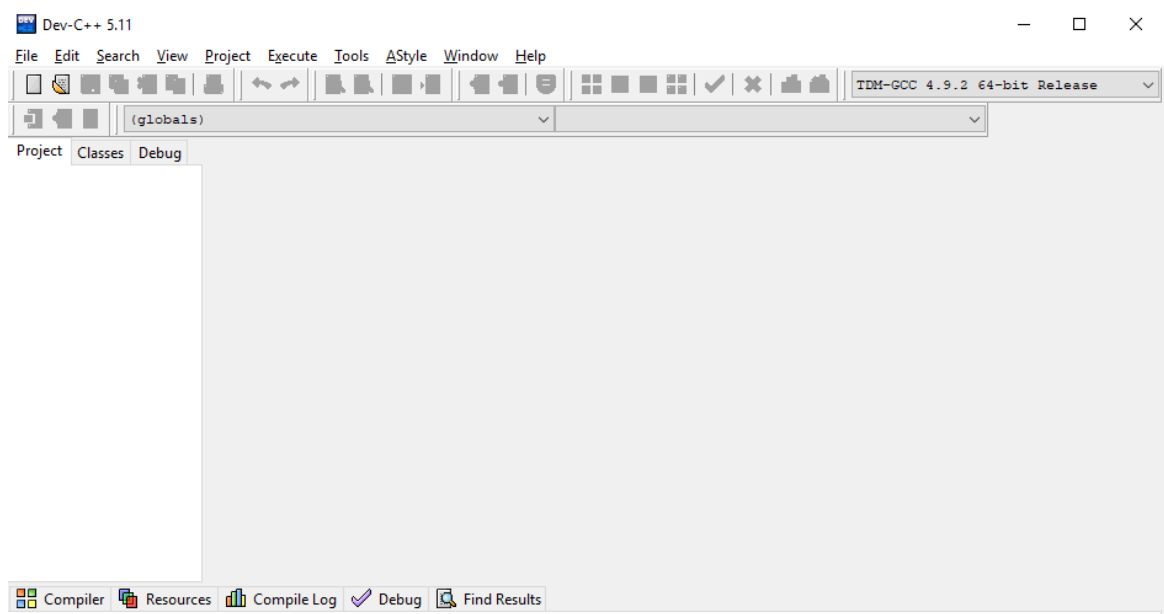 Dev-C++ 5.11
File Edit Search View Project Execute Tools AStyle Window Help
TDM-GCC 4.9.2 64-bit Release
(globals)
Project Classes Debug
Compiler Resources Compile Log Debug Find Results